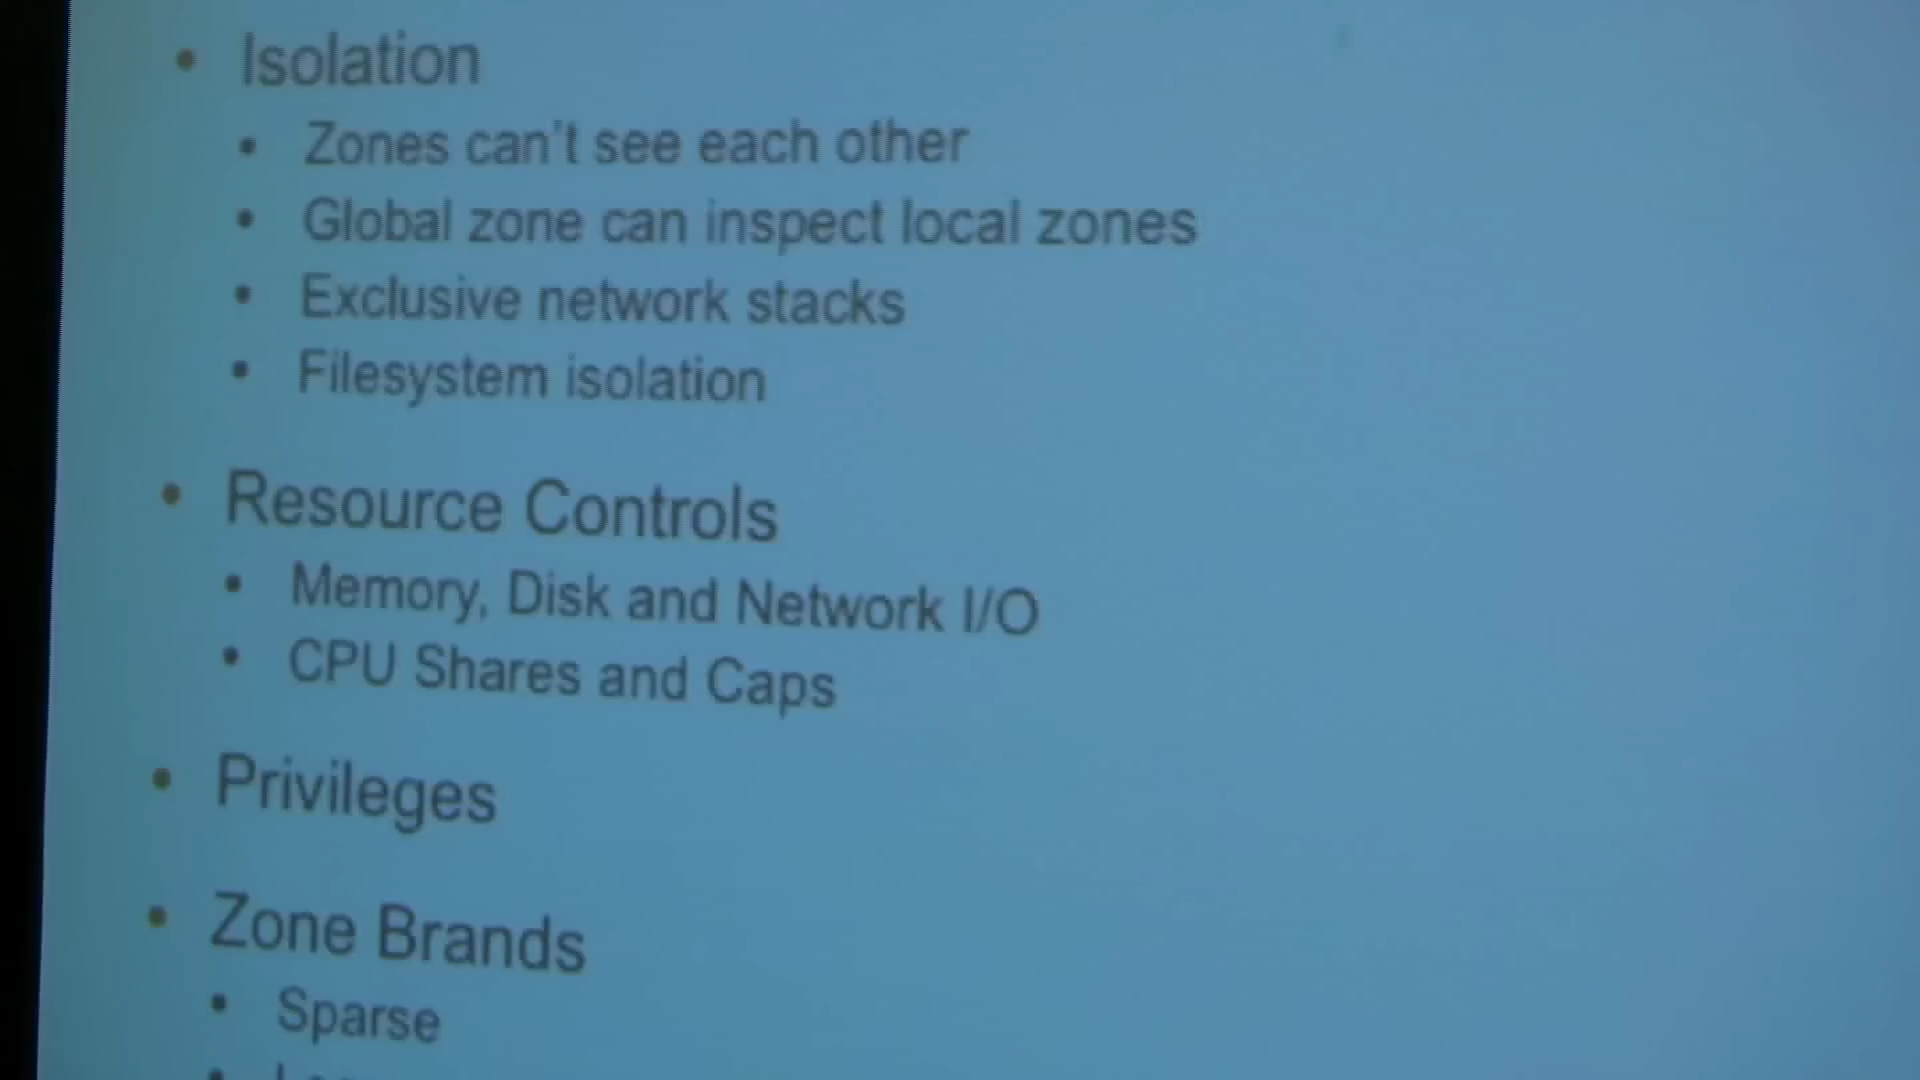 • Isolation
• Zones can't see each other
• Global zone can inspect local zones
• Exclusive network stacks
• Filesystem isolation
• Resource Controls
• Memory, Disk and Network I/O
• CPU Shares and Caps
• Privileges
• Zone Brands
• Sparse